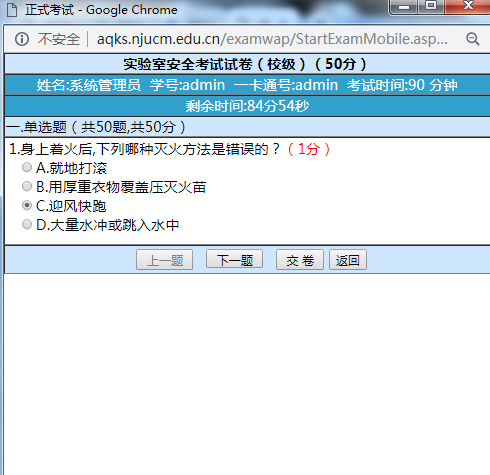 正式考试 - Google Chrome
不安全 | aqks.njucm.edu.cn/examwap/StartExamMobile.asp...
实验室安全考试试卷（校级）（50分）
姓名:系统管理员 学号:admin 一卡通号:admin 考试时间:90 分钟
剩余时间:84分54秒
一.单选题（共50题,共50分）
1.身上着火后,下列哪种灭火方法是错误的？（1分）
A.就地打滚
B.用厚重衣物覆盖压灭火苗
C.迎风快跑
D.大量水冲或跳入水中
上一题 下一题 交 卷 返回